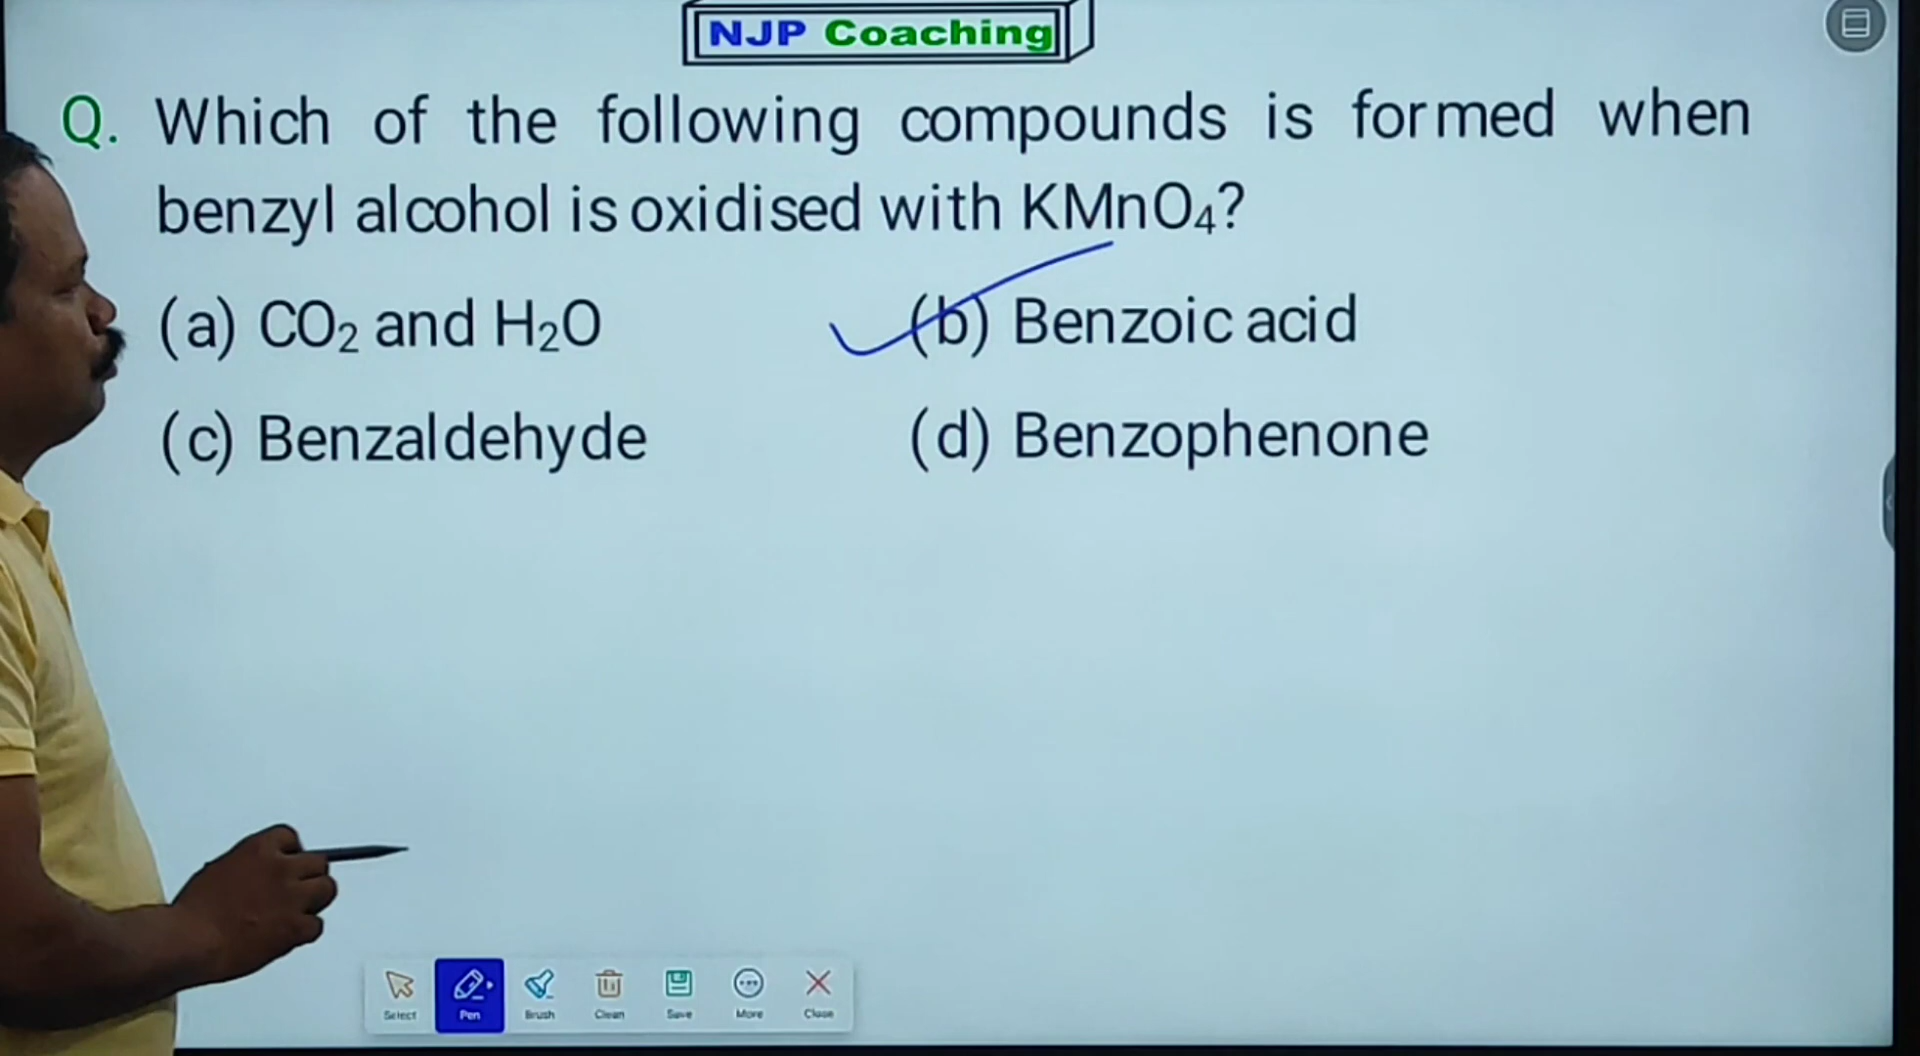 NJP Coaching
Q. Which of the following compounds is formed when
benzyl alcohol is oxidised with KMnO₄?
(a) CO₂ and H₂O (b) Benzoic acid
(c) Benzaldehyde (d) Benzophenone
Select Pen Brush Clean Save More Close